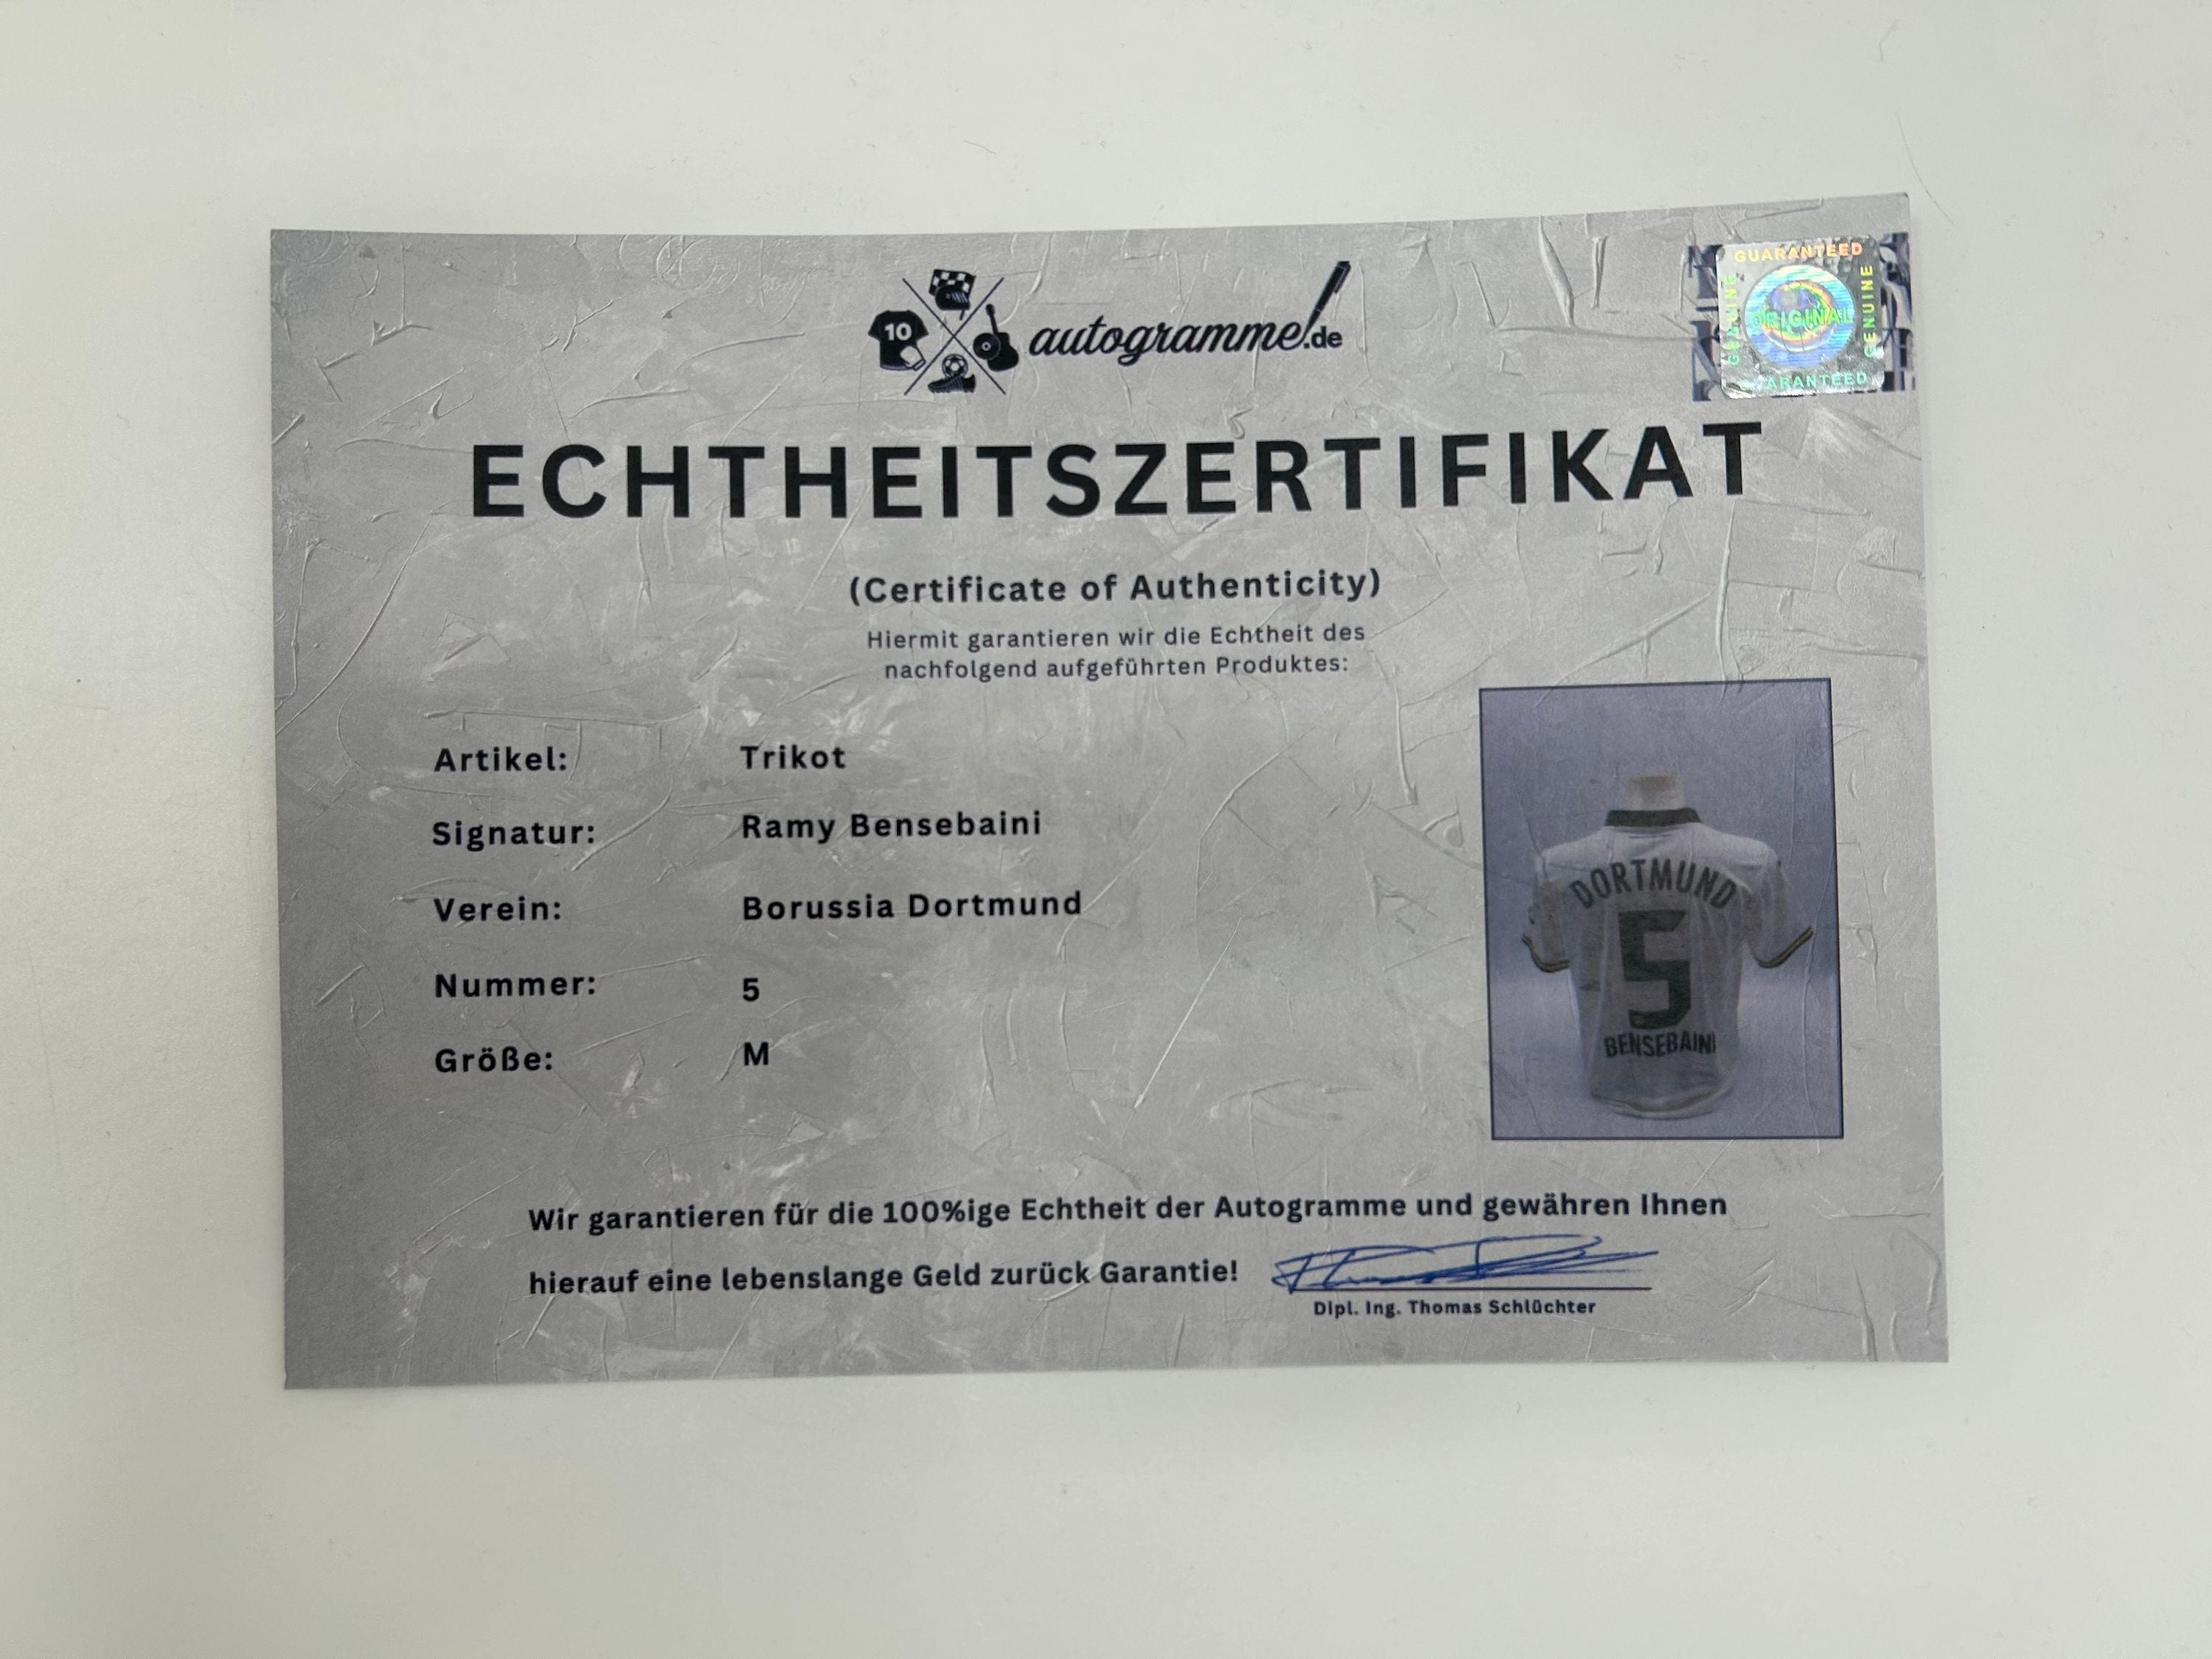 GUARANTEED
GENUINE
ORIGINAL
GENUINE
10
autogramme.de
ECHTHEITSZERTIFIKAT
(Certificate of Authenticity)
Hiermit garantieren wir die Echtheit des
nachfolgend aufgeführten Produktes:
Artikel: Trikot
Signatur: Ramy Bensebaini
Verein: Borussia Dortmund
Nummer: 5
Größe: M
DORTMUND
5
BENSEBAINI
Wir garantieren für die 100%ige Echtheit der Autogramme und gewähren Ihnen
hierauf eine lebenslange Geld zurück Garantie!
Dipl. Ing. Thomas Schlüchter